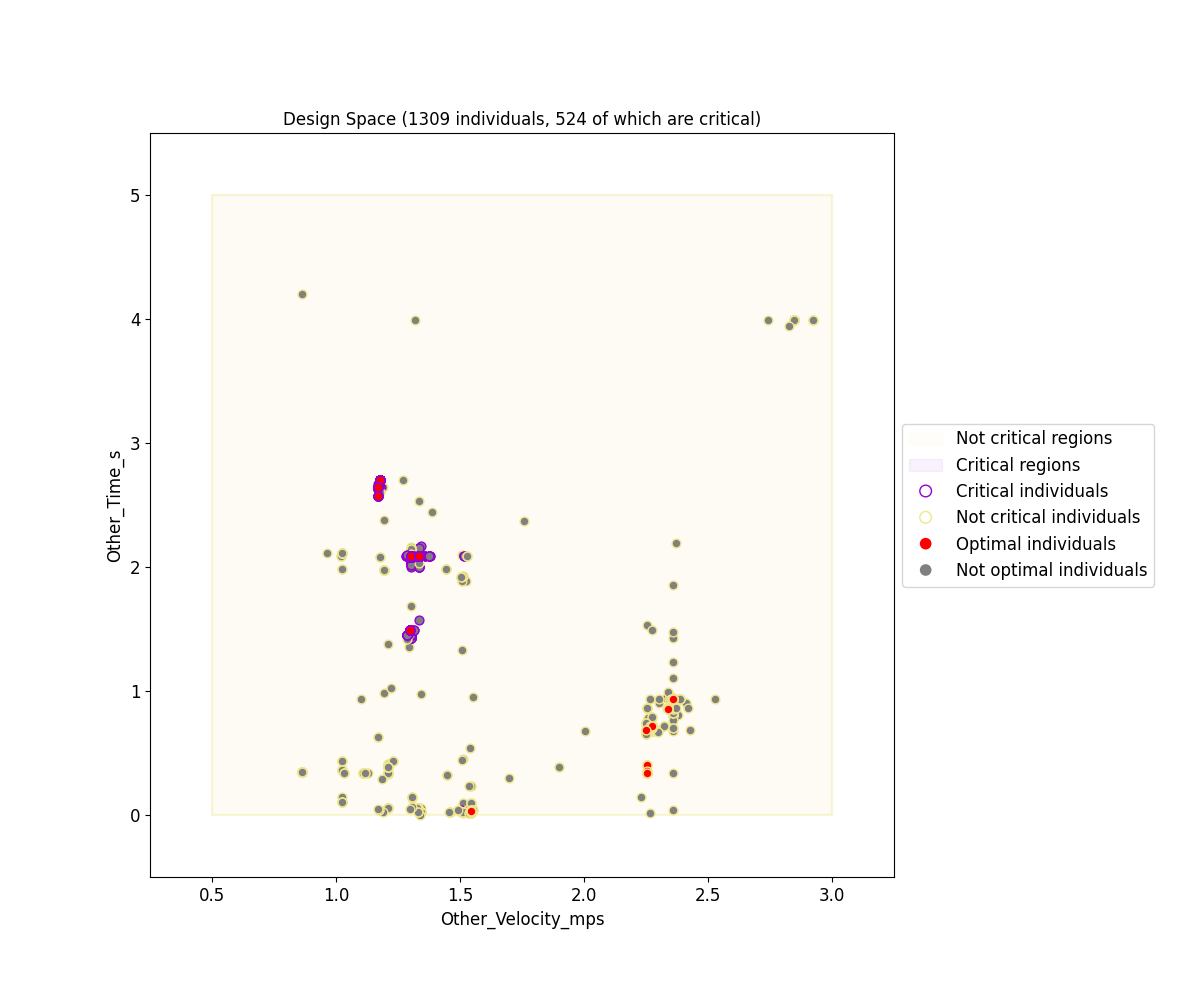 Design Space (1309 individuals, 524 of which are critical)
5
4
3
2
1
0
Other_Time_s
0.5
1.0
1.5
2.0
2.5
3.0
Other_Velocity_mps
Not critical regions
Critical regions
Critical individuals
Not critical individuals
Optimal individuals
Not optimal individuals